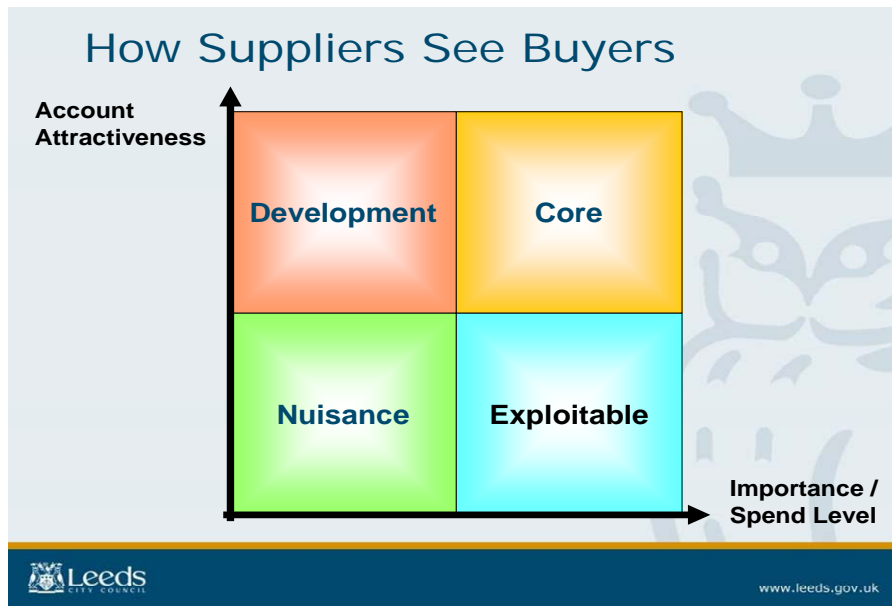 How Suppliers See Buyers
Account
Attractiveness
Development
Core
Nuisance
Exploitable
Importance /
Spend Level
Leeds
CITY COUNCIL
www.leeds.gov.uk